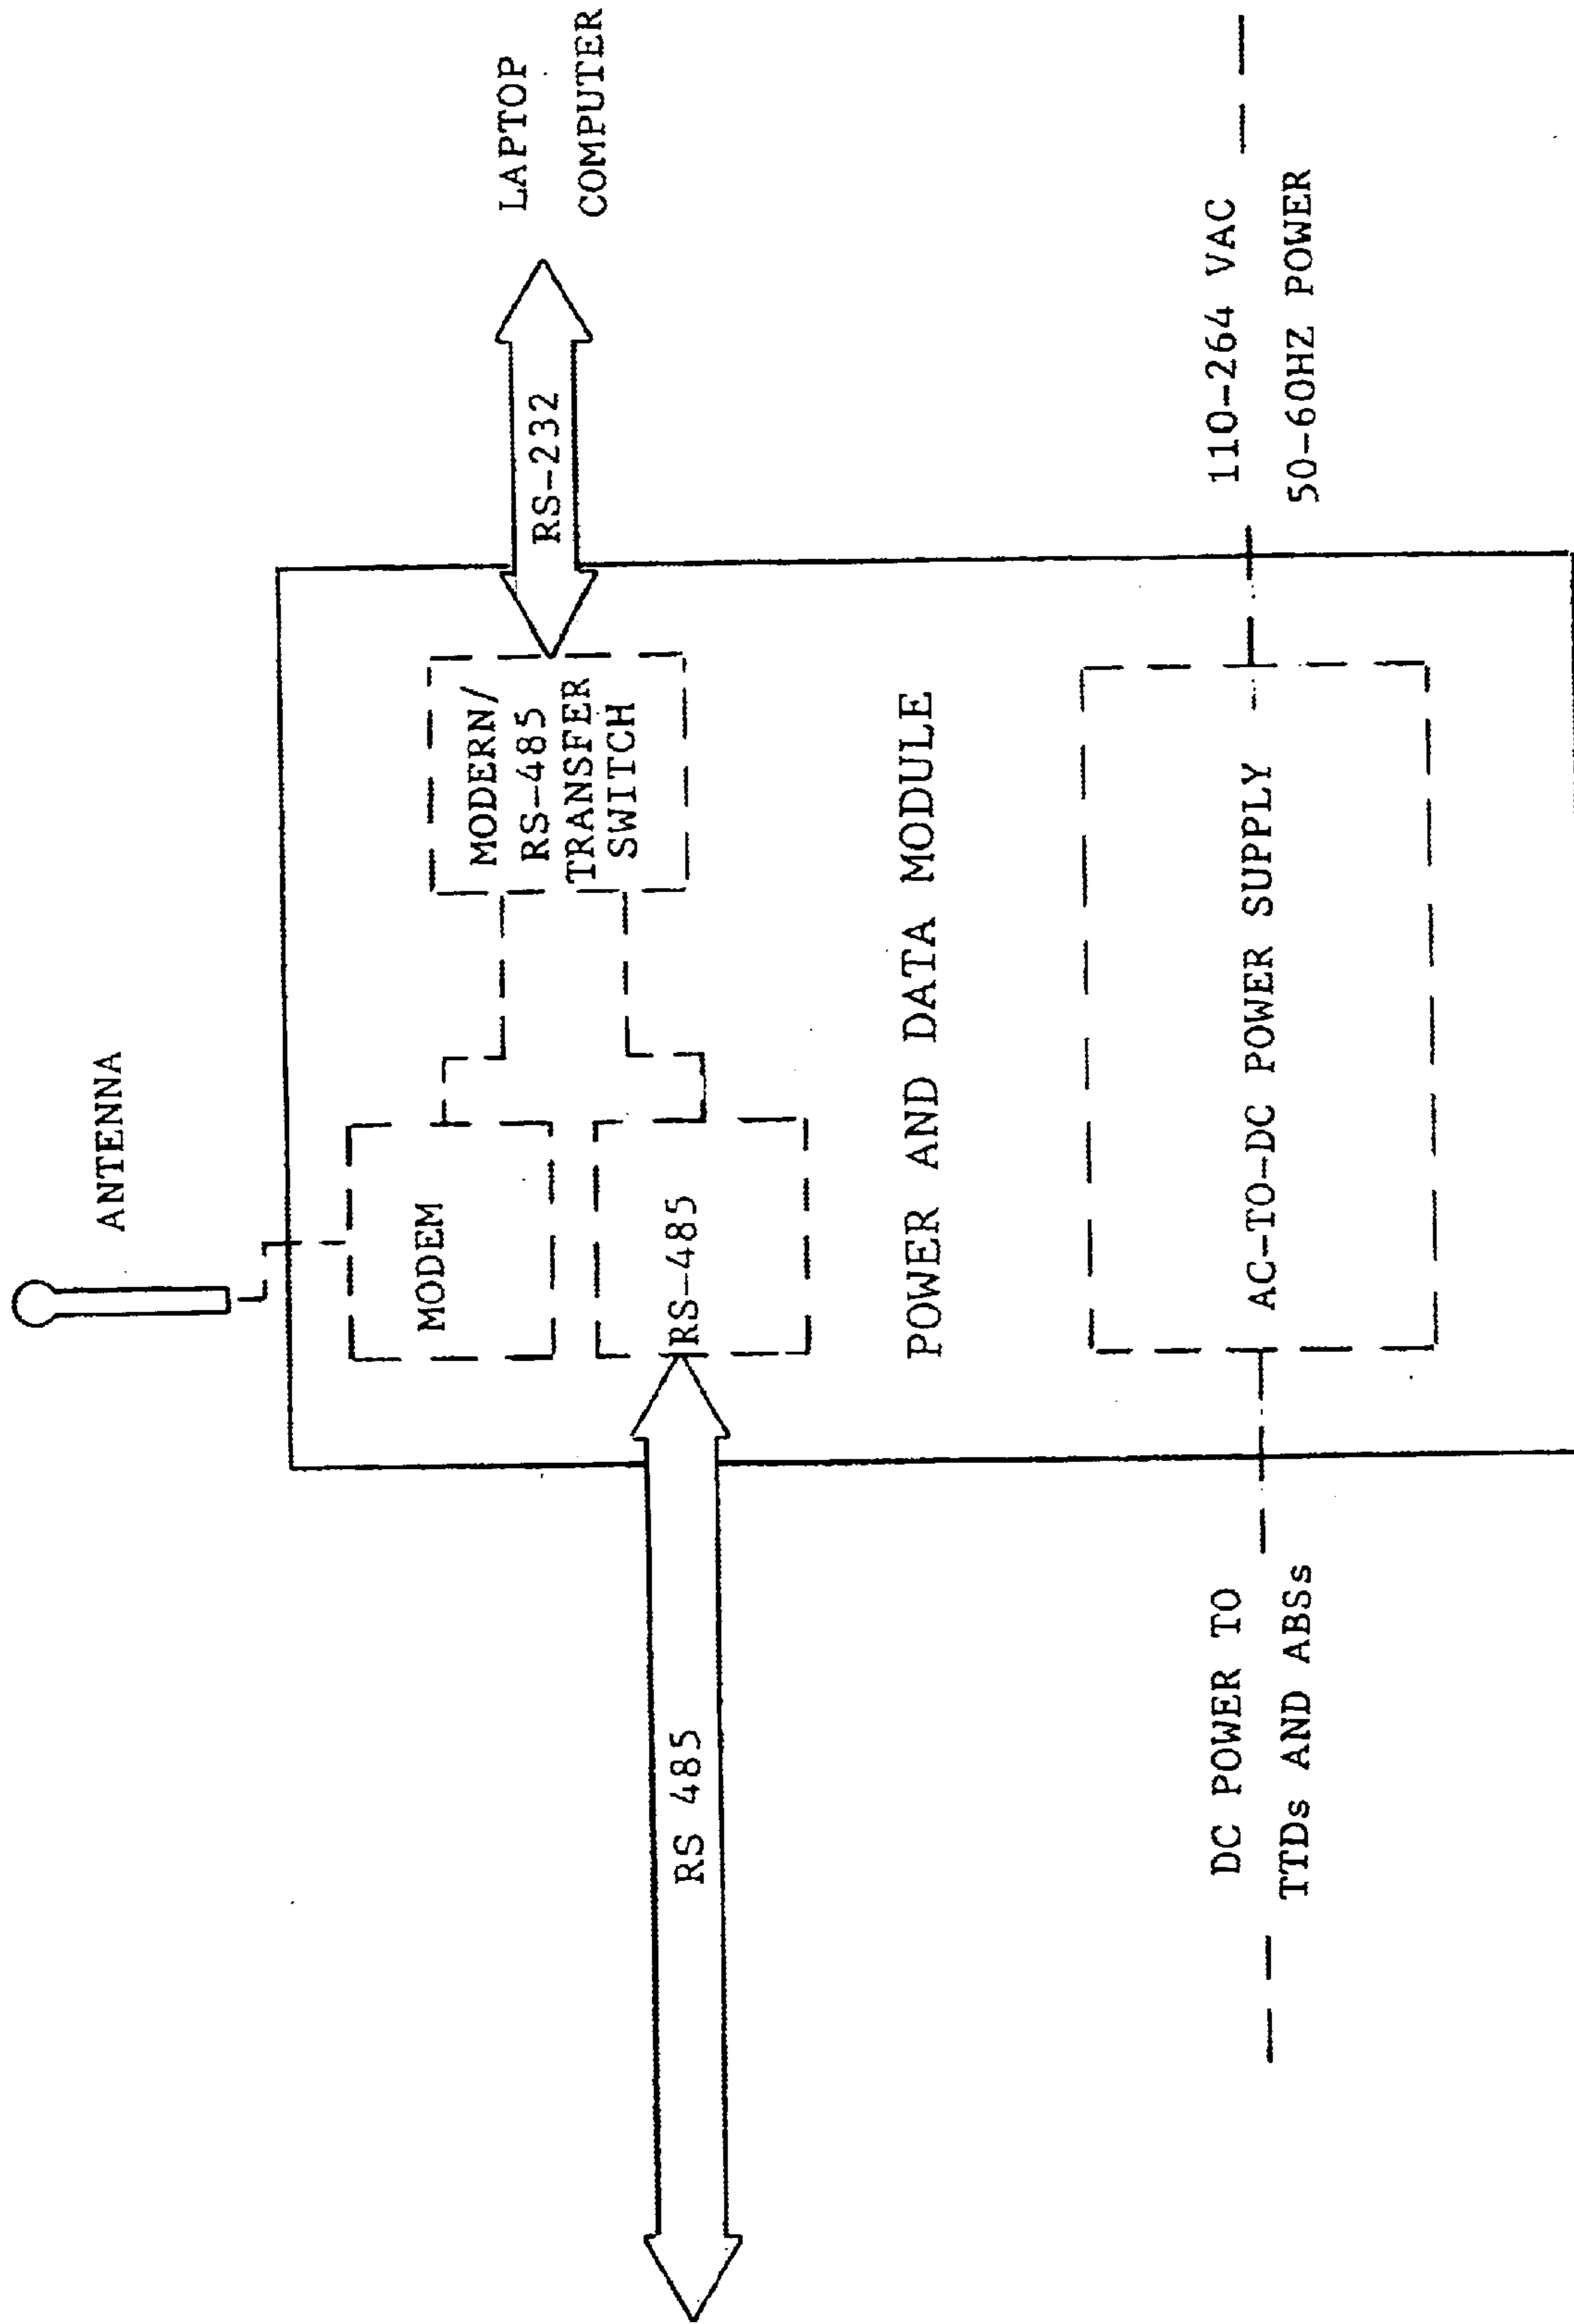 ANTENNA
LAPTOP
COMPUTER
MODEM
MODERN/
RS-485
TRANSFER
SWITCH
RS-232
RS-485
RS 485
POWER AND DATA MODULE
DC POWER TO
TTDs AND ABSs
AC-TO-DC POWER SUPPLY
110-264 VAC
50-60HZ POWER